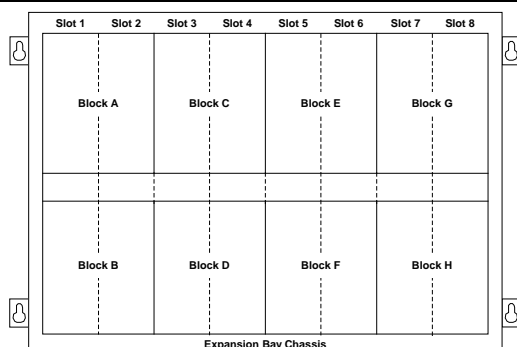 Slot 1 Slot 2 Slot 3 Slot 4 Slot 5 Slot 6 Slot 7 Slot 8
Block A Block C Block E Block G
Block B Block D Block F Block H
Expansion Bay Chassis